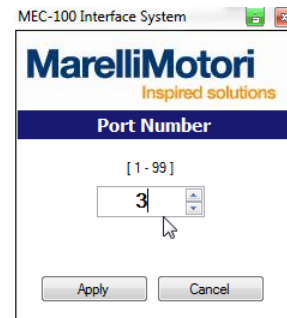 MEC-100 Interface System
MarelliMotori
Inspired solutions
Port Number
[ 1 - 99 ]
3
Apply Cancel